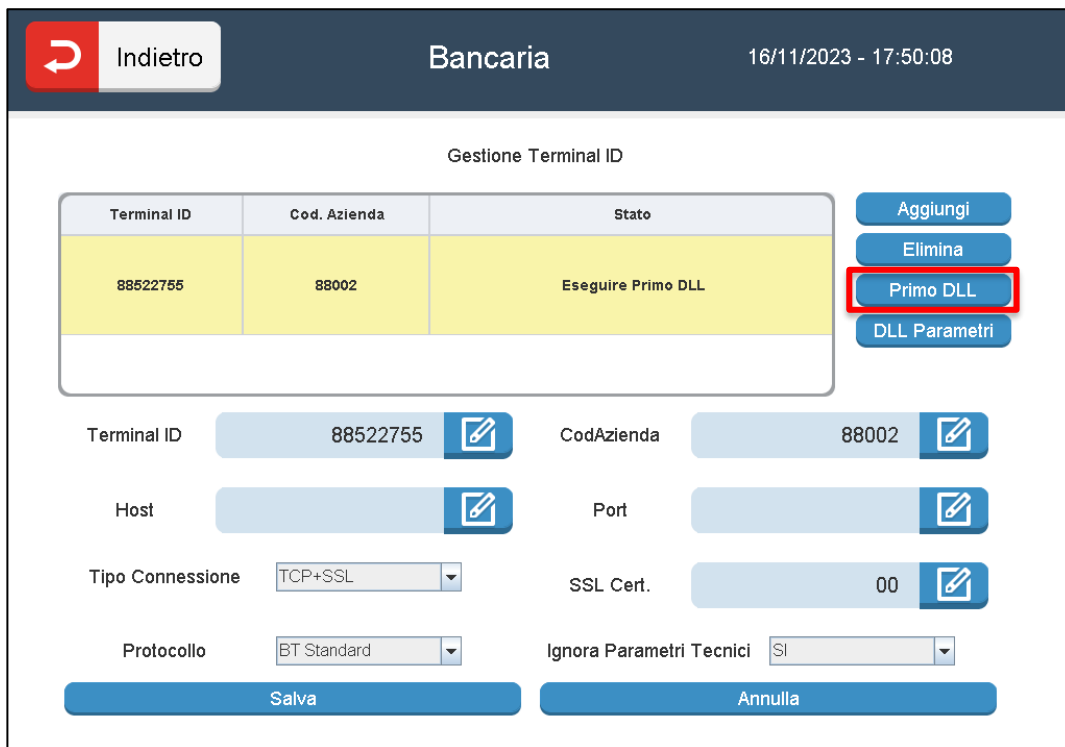 Indietro
Bancaria
16/11/2023 - 17:50:08
Gestione Terminal ID
Terminal ID Cod. Azienda Stato
88522755 88002 Eseguire Primo DLL
Aggiungi
Elimina
Primo DLL
DLL Parametri
Terminal ID 88522755 CodAzienda 88002
Host Port
Tipo Connessione TCP+SSL SSL Cert. 00
Protocollo BT Standard Ignora Parametri Tecnici SI
Salva Annulla